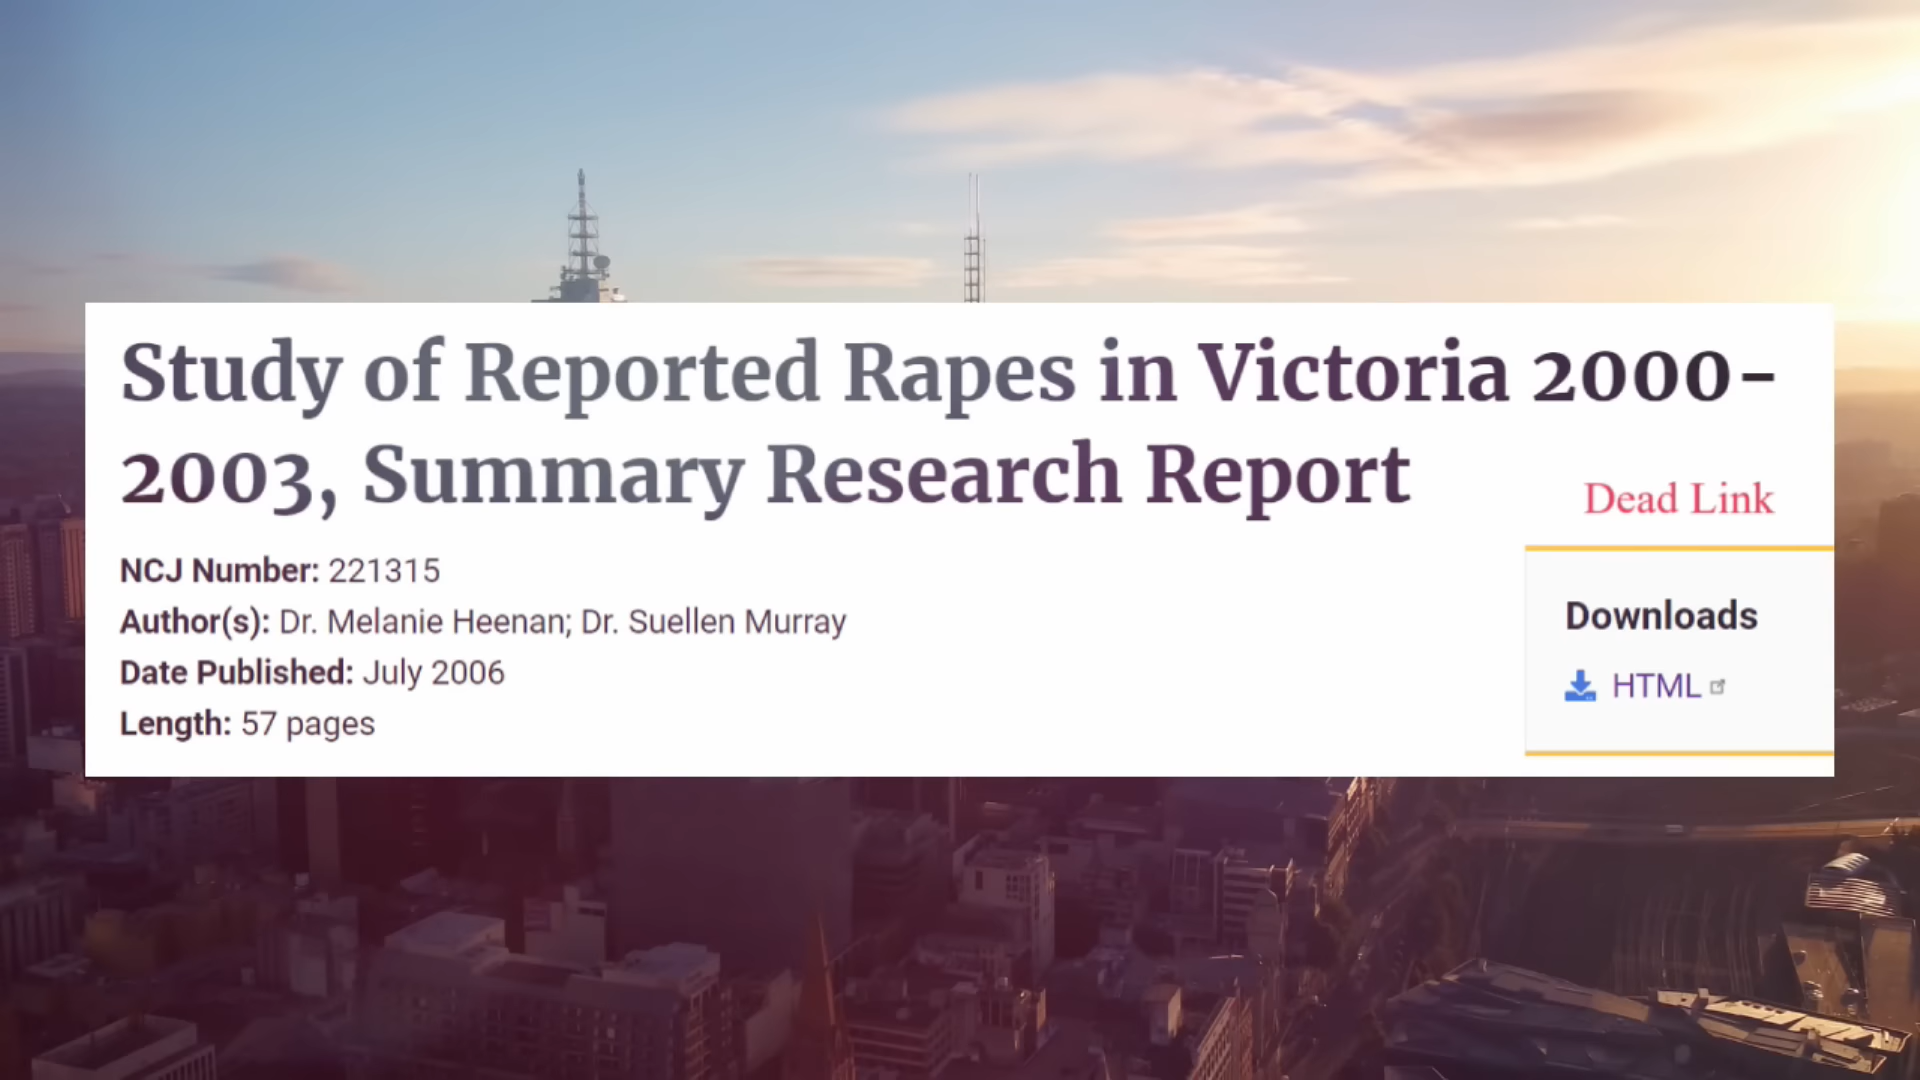 Study of Reported Rapes in Victoria 2000-
2003, Summary Research Report
Dead Link
NCJ Number: 221315
Author(s): Dr. Melanie Heenan; Dr. Suellen Murray
Date Published: July 2006
Length: 57 pages
Downloads
HTML